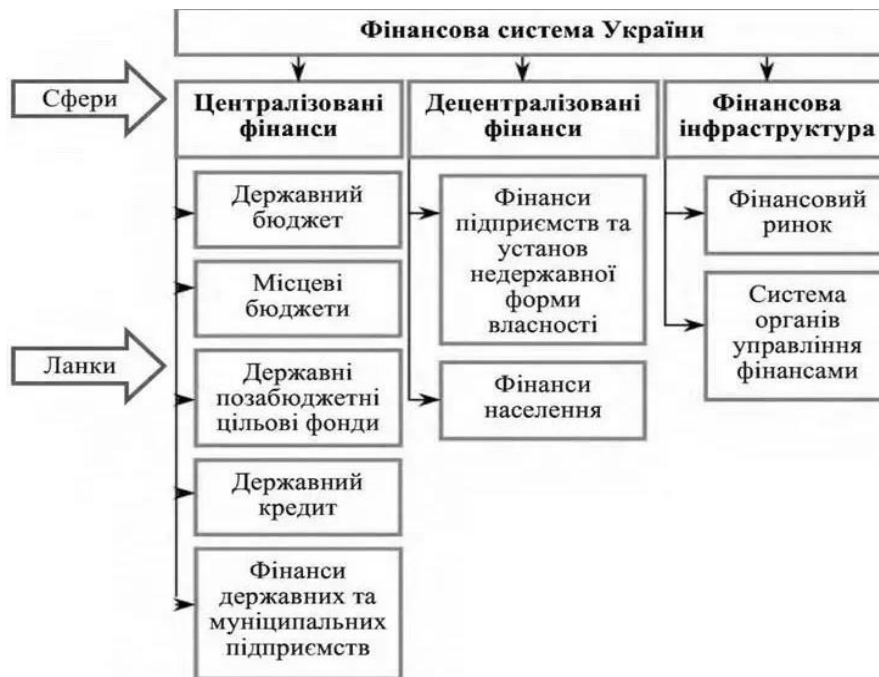 Фінансова система України
Сфери
Централізовані
фінанси
Децентралізовані
фінанси
Фінансова
інфраструктура
Ланки
Державний
бюджет
Місцеві
бюджети
Державні
позабюджетні
цільові фонди
Державний
кредит
Фінанси
державних та
муніципальних
підприємств
Фінанси
підприємств та
установ
недержавної
форми
власності
Фінанси
населення
Фінансовий
ринок
Система
органів
управління
фінансами